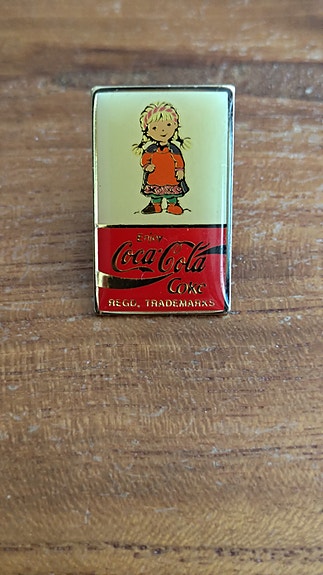 Enjoy
Coca-Cola
Coke
REGD. TRADEMARKS